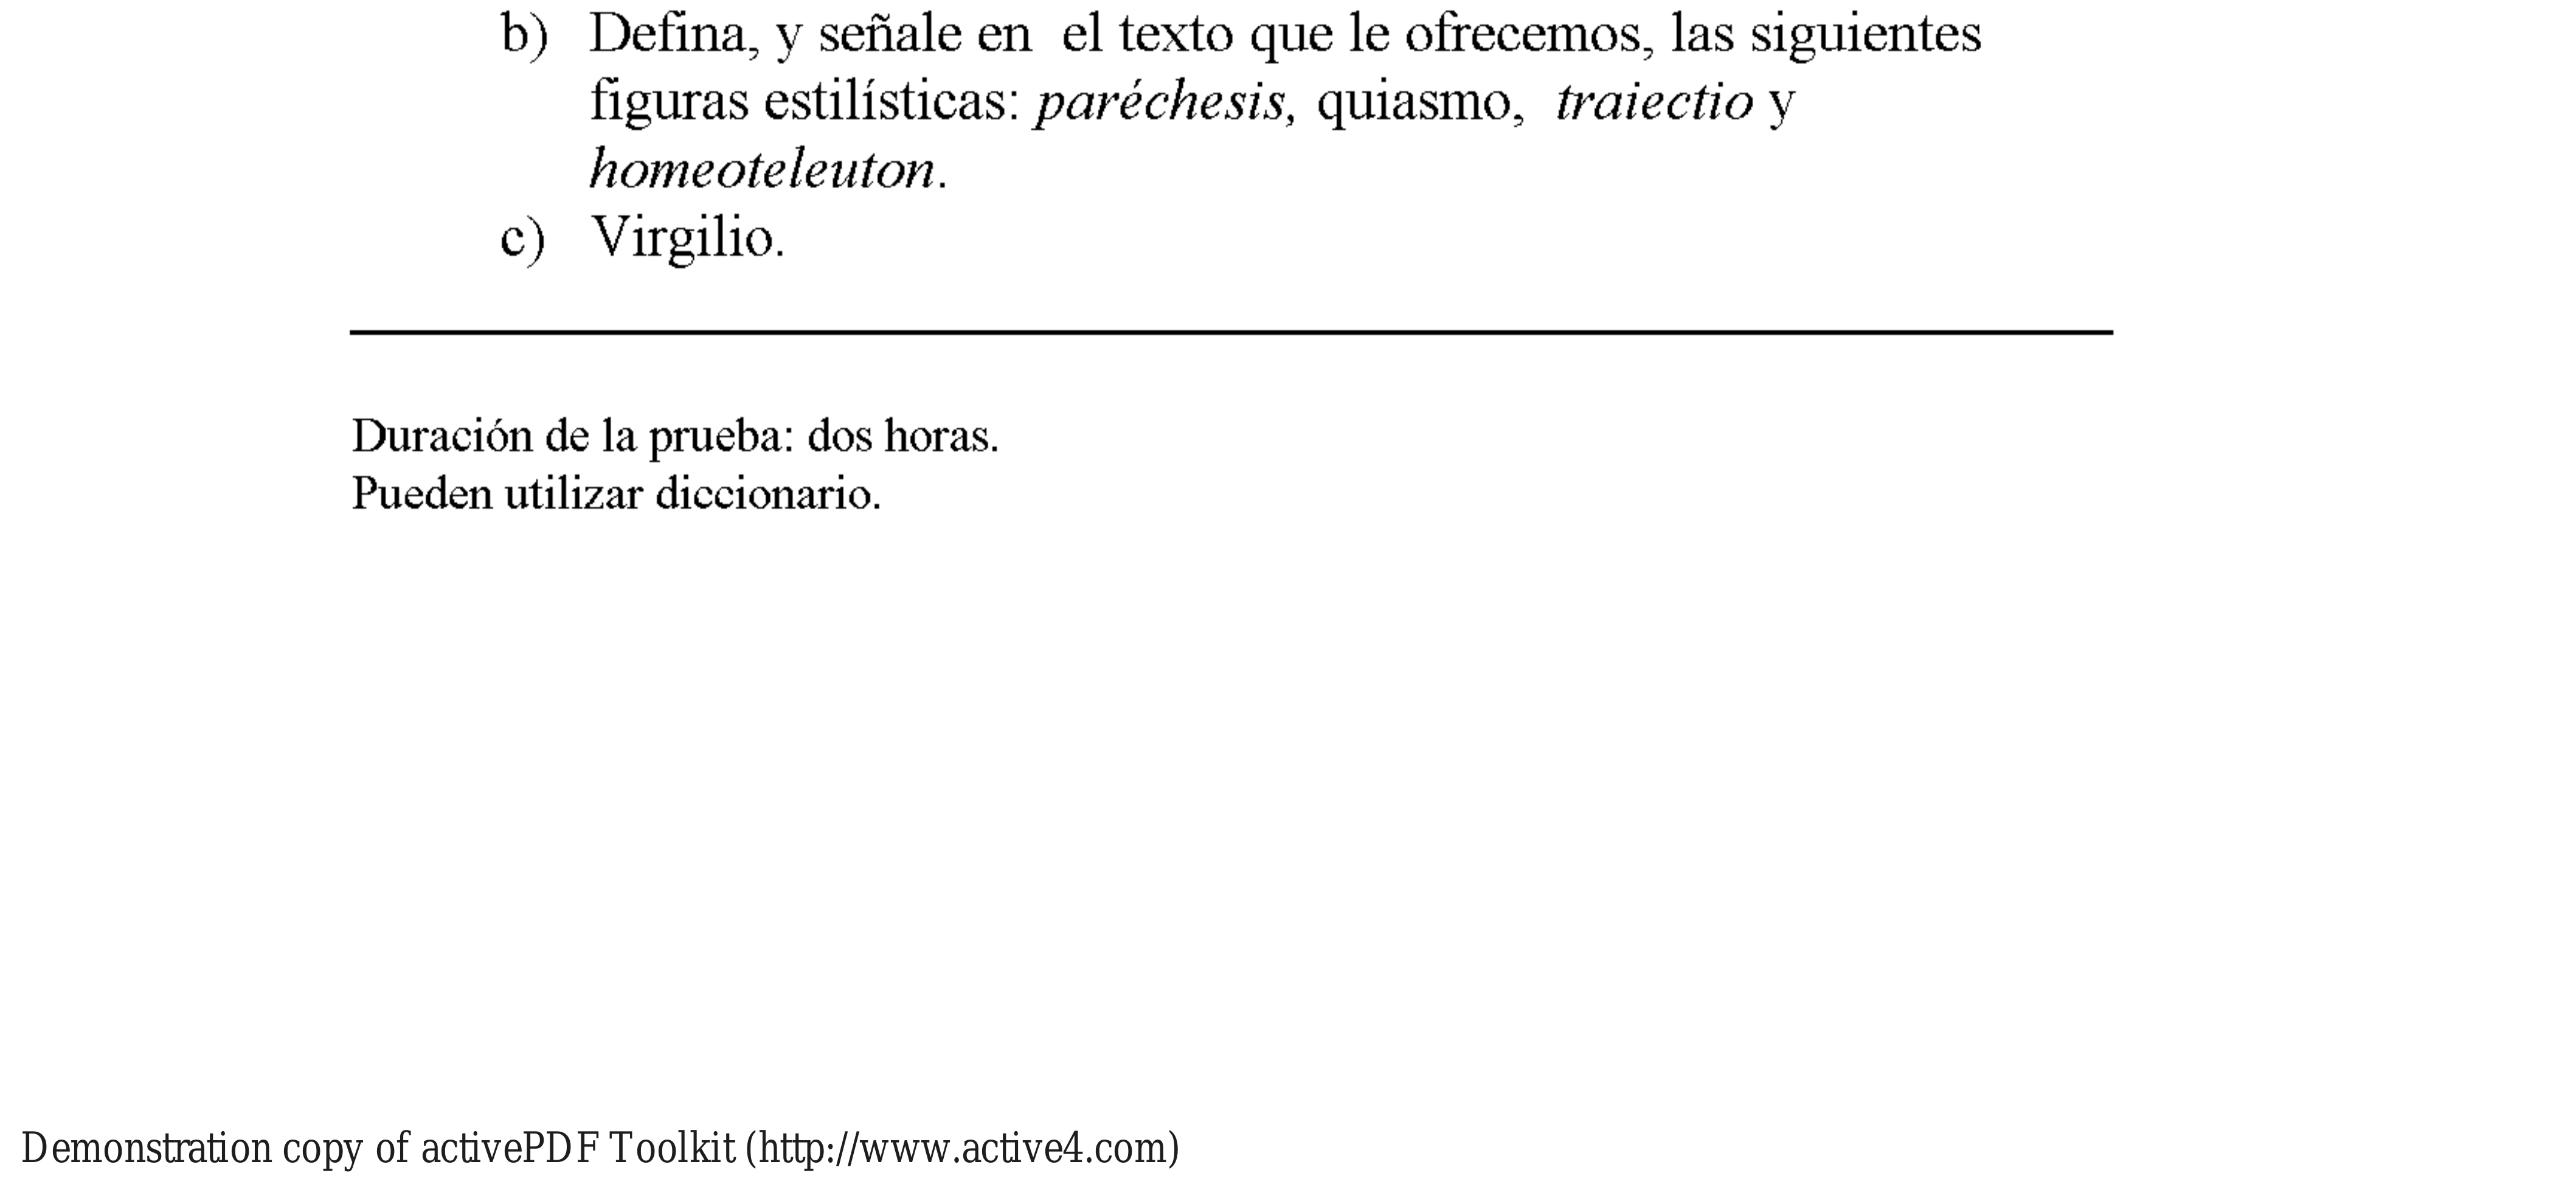 b) Defina, y señale en el texto que le ofrecemos, las siguientes
figuras estilísticas: paréchesis, quiasmo, traiectio y
homeoteleuton.
c) Virgilio.
Duración de la prueba: dos horas.
Pueden utilizar diccionario.
Demonstration copy of activePDF Toolkit (http://www.active4.com)